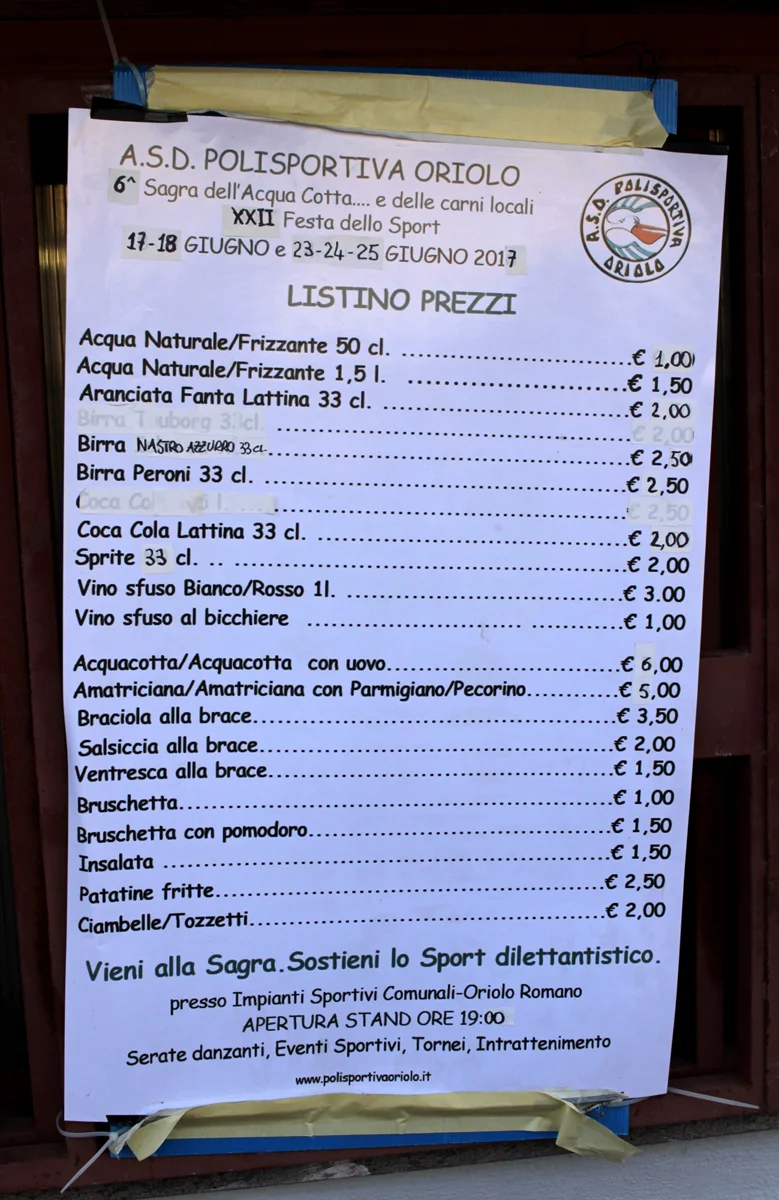 A.S.D. POLISPORTIVA ORIOLO
6^ Sagra dell'Acqua Cotta.... e delle carni locali
XXII Festa dello Sport
17-18 GIUGNO e 23-24-25 GIUGNO 2017
A.S.D. POLISPORTIVA ORIOLO
LISTINO PREZZI
Acqua Naturale/Frizzante 50 cl. ........................... € 1,00
Acqua Naturale/Frizzante 1,5 l. ........................... € 1,50
Aranciata Fanta Lattina 33 cl. ........................... € 2,00
Birra Tuborg 33cl. ........................... € 2,00
Birra NASTRO AZZURRO 33 CL. ........................... € 2,50
Birra Peroni 33 cl. ........................... € 2,50
Coca ........................... € 2,50
Coca Cola Lattina 33 cl. ........................... € 2,00
Sprite 33 cl. .. ........................... € 2,00
Vino sfuso Bianco/Rosso 1l. ........................... € 3.00
Vino sfuso al bicchiere ........................... € 1,00
Acquacotta/Acquacotta con uovo........................... € 6,00
Amatriciana/Amatriciana con Parmigiano/Pecorino............. € 5,00
Braciola alla brace........................... € 3,50
Salsiccia alla brace........................... € 2,00
Ventresca alla brace........................... € 1,50
Bruschetta........................... € 1,00
Bruschetta con pomodoro........................... € 1,50
Insalata ........................... € 1,50
Patatine fritte........................... € 2,50
Ciambelle/Tozzetti........................... € 2,00
Vieni alla Sagra.Sostieni lo Sport dilettantistico.
presso Impianti Sportivi Comunali-Oriolo Romano
APERTURA STAND ORE 19:00
Serate danzanti, Eventi Sportivi, Tornei, Intrattenimento
www.polisportivaoriolo.it